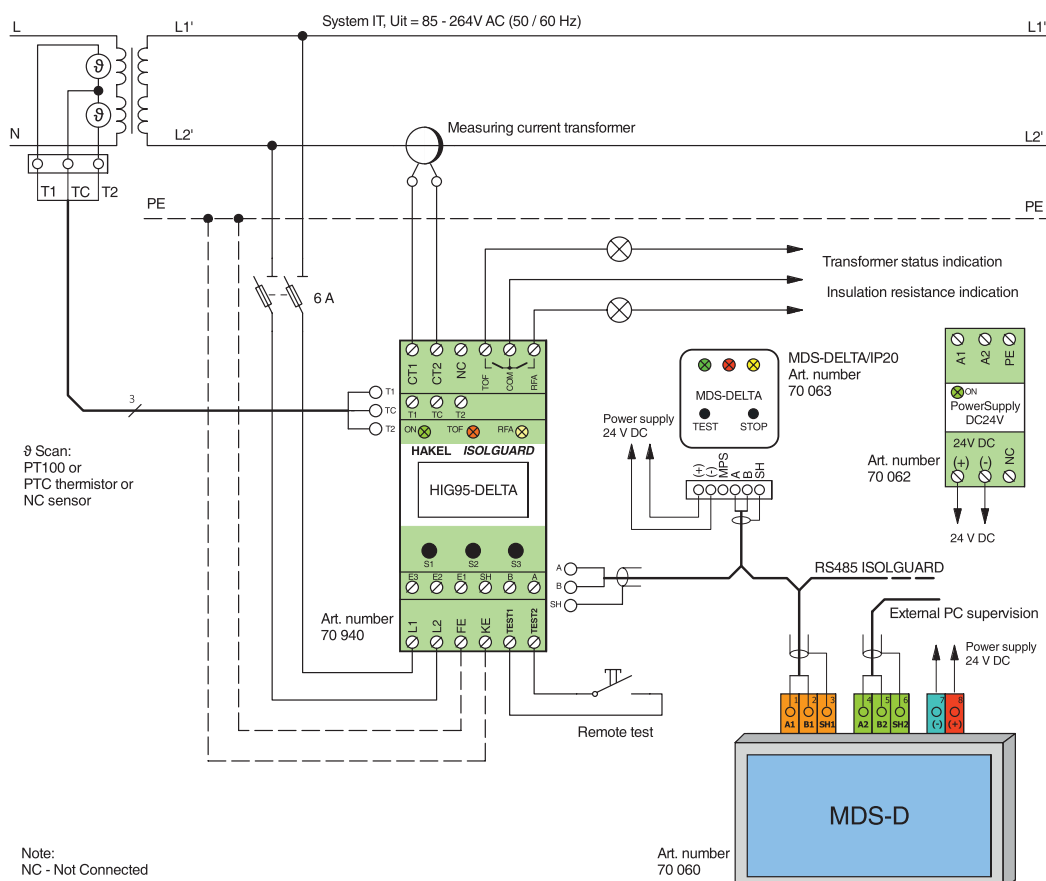 System IT, Uit = 85 - 264V AC (50 / 60 Hz)
L
L1'
L1'
ϑ
ϑ
N
L2'
Measuring current transformer
L2'
T1
TC
T2
PE
PE
Transformer status indication
Insulation resistance indication
6 A
CT1
CT2
NC
TOF
COM
RFA
T1
TC
T2
T1
TC
T2
3
ON
TOF
RFA
HAKEL ISOLGUARD
HIG95-DELTA
S1
S2
S3
E3
E2
E1
SH
B
A
L1
L2
FE
KE
TEST1
TEST2
Art. number
70 940
ϑ Scan:
PT100 or
PTC thermistor or
NC sensor
A
B
SH
Remote test
MDS-DELTA
TEST
STOP
MDS-DELTA/IP20
Art. number
70 063
Power supply
24 V DC
(+)
(-)
MPS
A
B
SH
A1
A2
PE
ON
PowerSupply
DC24V
24V DC
(+)
(-)
NC
Art. number
70 062
24 V DC
RS485 ISOLGUARD
External PC supervision
Power supply
24 V DC
1
2
3
4
5
6
7
8
A1
B1
SH1
A2
B2
SH2
(-)
(+)
MDS-D
Art. number
70 060
Note:
NC - Not Connected